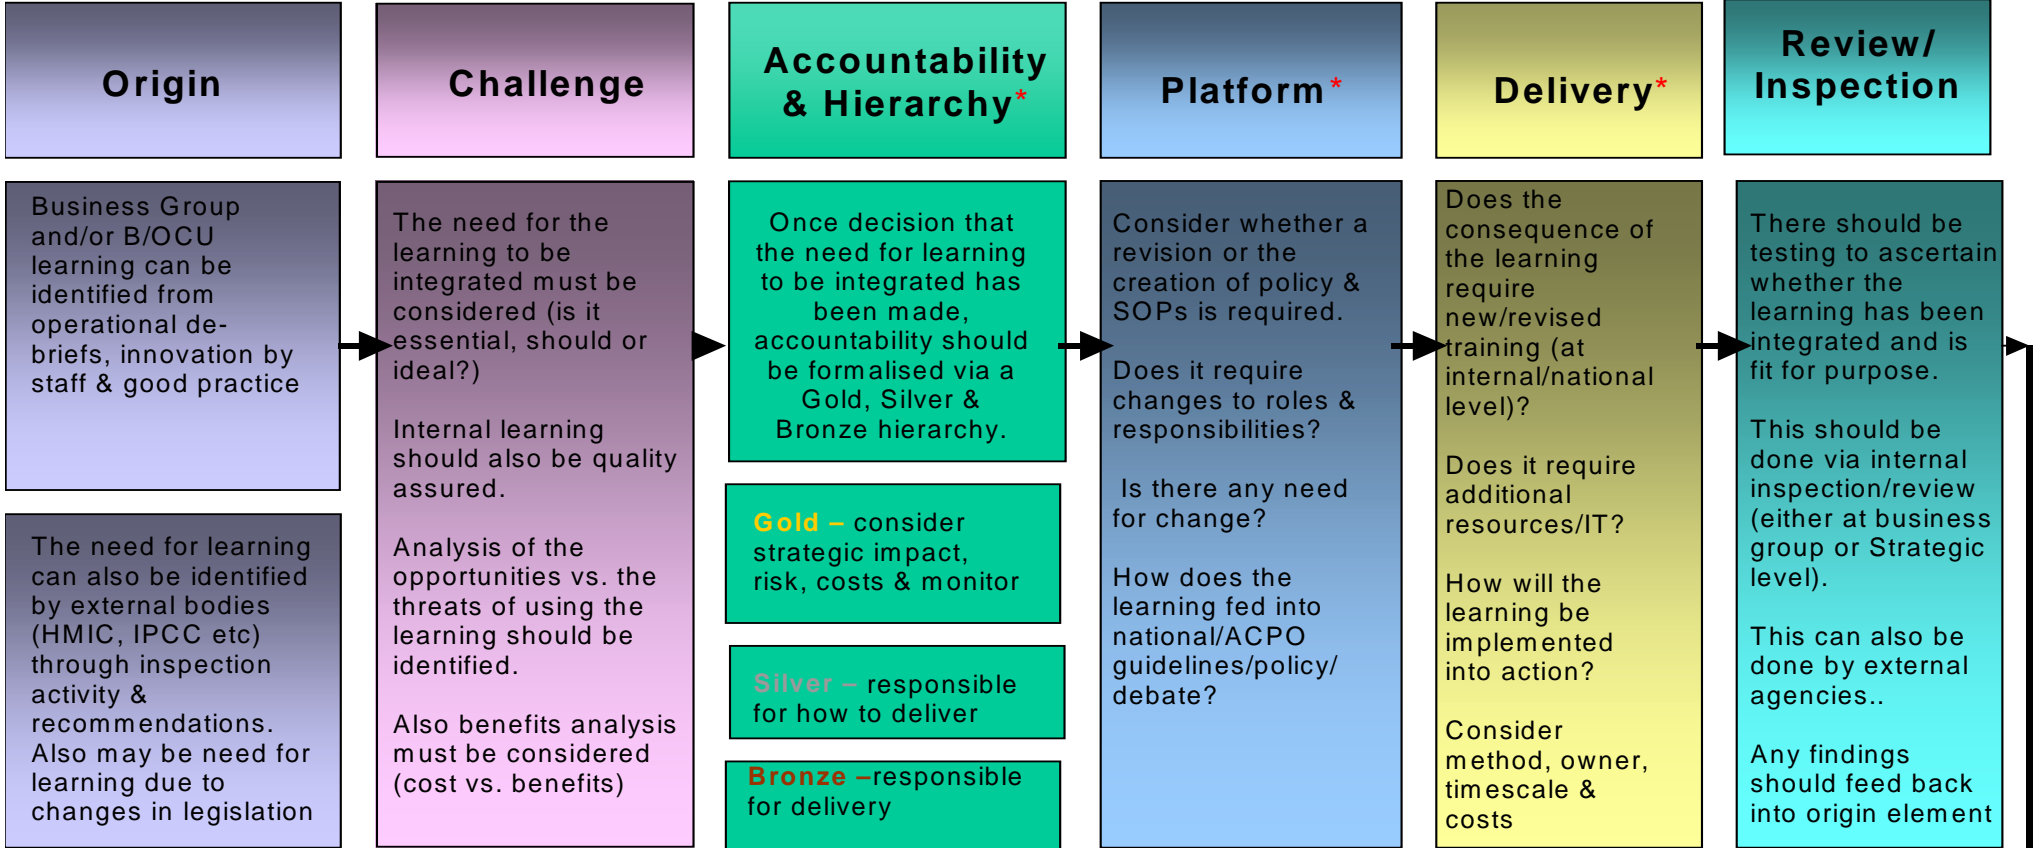 Origin
Challenge
Accountability
& Hierarchy*
Platform*
Delivery*
Review/
Inspection
Business Group
and/or B/OCU
learning can be
identified from
operational de-
briefs, innovation by
staff & good practice
The need for learning
can also be identified
by external bodies
(HMIC, IPCC etc)
through inspection
activity &
recommendations.
Also may be need for
learning due to
changes in legislation
The need for the
learning to be
integrated must be
considered (is it
essential, should or
ideal?)
Internal learning
should also be quality
assured.
Analysis of the
opportunities vs. the
threats of using the
learning should be
identified.
Also benefits analysis
must be considered
(cost vs. benefits)
Once decision that
the need for learning
to be integrated has
been made,
accountability should
be formalised via a
Gold, Silver &
Bronze hierarchy.
Gold – consider
strategic impact,
risk, costs & monitor
Silver – responsible
for how to deliver
Bronze –responsible
for delivery
Consider whether a
revision or the
creation of policy &
SOPs is required.
Does it require
changes to roles &
responsibilities?
Is there any need
for change?
How does the
learning fed into
national/ACPO
guidelines/policy/
debate?
Does the
consequence of
the learning
require
new/revised
training (at
internal/national
level)?
Does it require
additional
resources/IT?
How will the
learning be
implemented
into action?
Consider
method, owner,
timescale &
costs
There should be
testing to ascertain
whether the
learning has been
integrated and is
fit for purpose.
This should be
done via internal
inspection/review
(either at business
group or Strategic
level).
This can also be
done by external
agencies..
Any findings
should feed back
into origin element